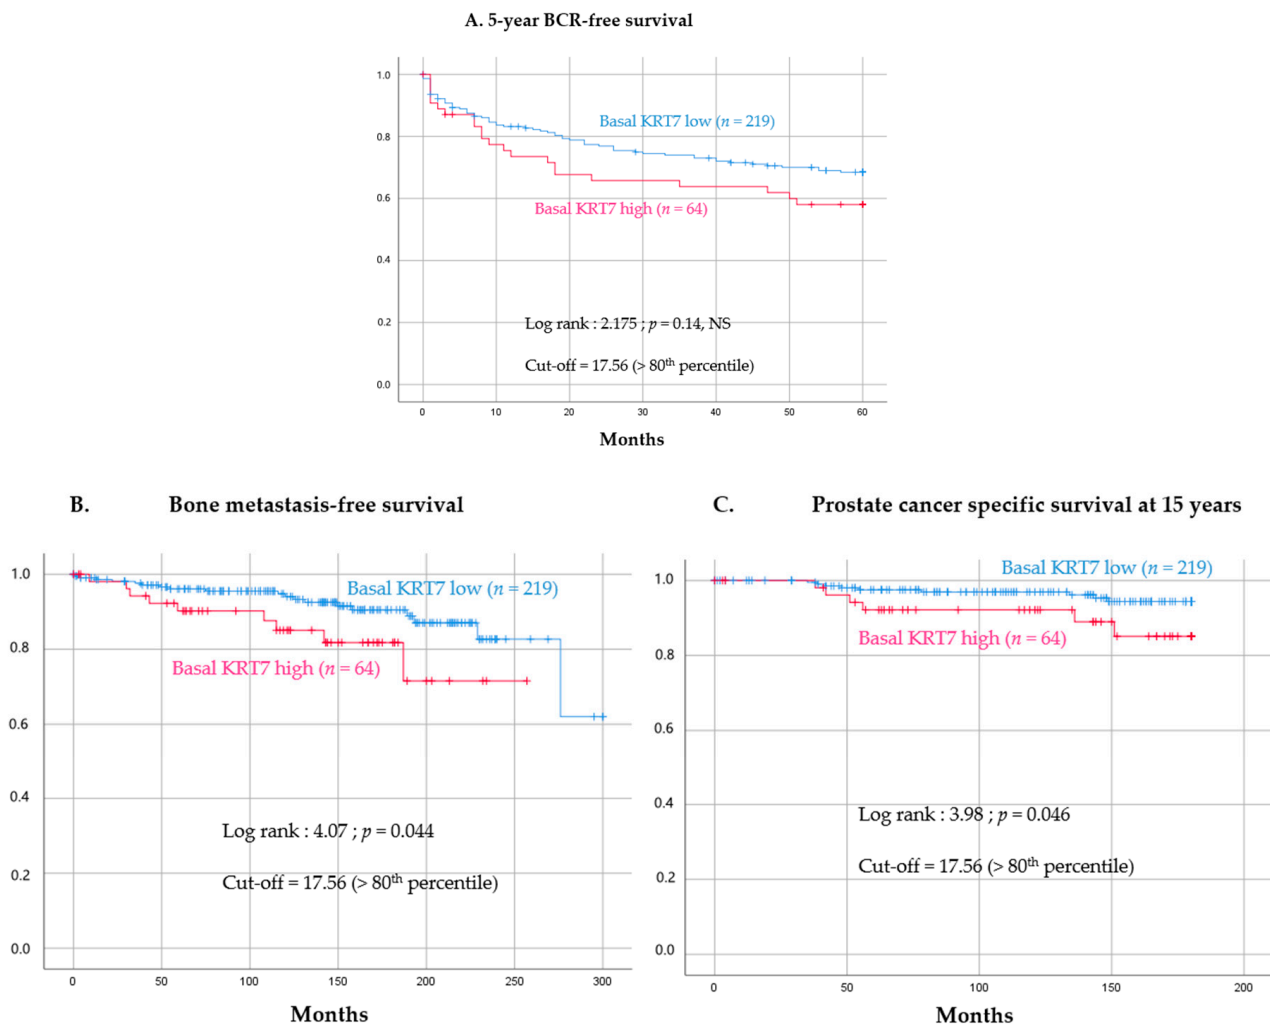 A. 5-year BCR-free survival
1.0
Basal KRT7 low (n = 219)
0.8
0.6
Basal KRT7 high (n = 64)
0.4
0.2
Log rank : 2.175 ; p = 0.14, NS
Cut-off = 17.56 (> 80th percentile)
0.0
0 10 20 30 40 50 60
Months
B. Bone metastasis-free survival
1.0
Basal KRT7 low (n = 219)
0.8
Basal KRT7 high (n = 64)
0.6
0.4
Log rank : 4.07 ; p = 0.044
0.2
Cut-off = 17.56 (> 80th percentile)
0.0
0 50 100 150 200 250 300
Months
C. Prostate cancer specific survival at 15 years
Basal KRT7 low (n = 219)
1.0
Basal KRT7 high (n = 64)
0.8
0.6
0.4
Log rank : 3.98 ; p = 0.046
Cut-off = 17.56 (> 80th percentile)
0.2
0.0
0 50 100 150 200
Months